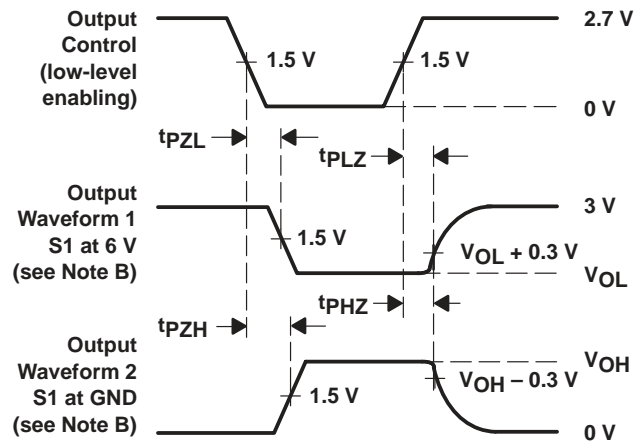 Output
Control
(low-level
enabling)
2.7 V
1.5 V
1.5 V
0 V
tPZL
tPLZ
Output
Waveform 1
S1 at 6 V
(see Note B)
3 V
1.5 V
VOL + 0.3 V
VOL
tPHZ
tPZH
Output
Waveform 2
S1 at GND
(see Note B)
VOH
1.5 V
VOH – 0.3 V
0 V